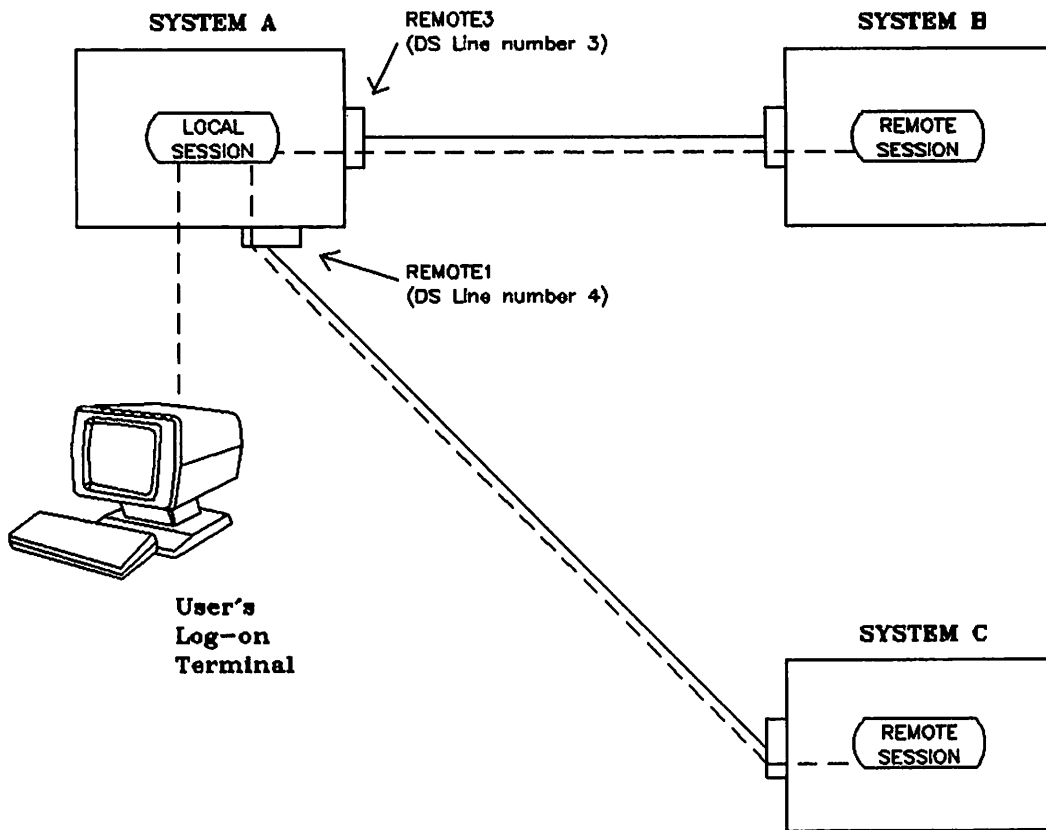 SYSTEM A
REMOTE3
(DS Line number 3)
SYSTEM B
LOCAL
SESSION
REMOTE
SESSION
REMOTE1
(DS Line number 4)
User's
Log-on
Terminal
SYSTEM C
REMOTE
SESSION